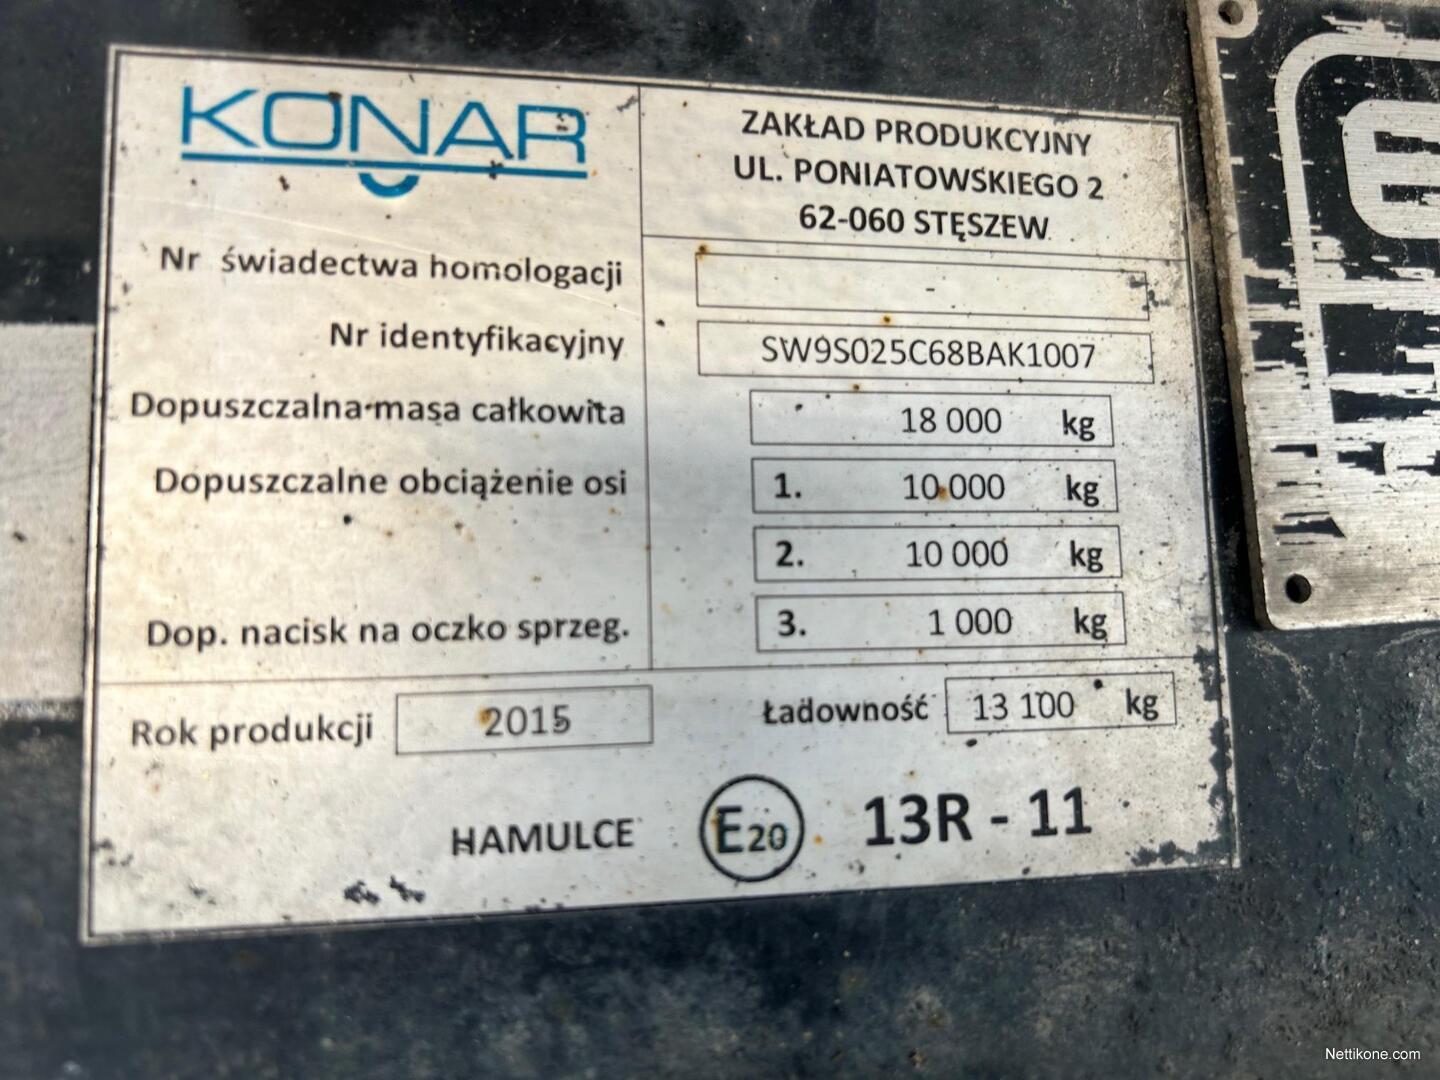 KONAR
ZAKŁAD PRODUKCYJNY
UL. PONIATOWSKIEGO 2
62-060 STĘSZEW
Nr świadectwa homologacji -
Nr identyfikacyjny SW9S025C68BAK1007
Dopuszczalna masa całkowita 18 000 kg
Dopuszczalne obciążenie osi 1. 10 000 kg
2. 10 000 kg
Dop. nacisk na oczko sprzęg. 3. 1 000 kg
Rok produkcji 2015 Ładowność 13 100 kg
HAMULCE E20 13R - 11
Nettikone.com